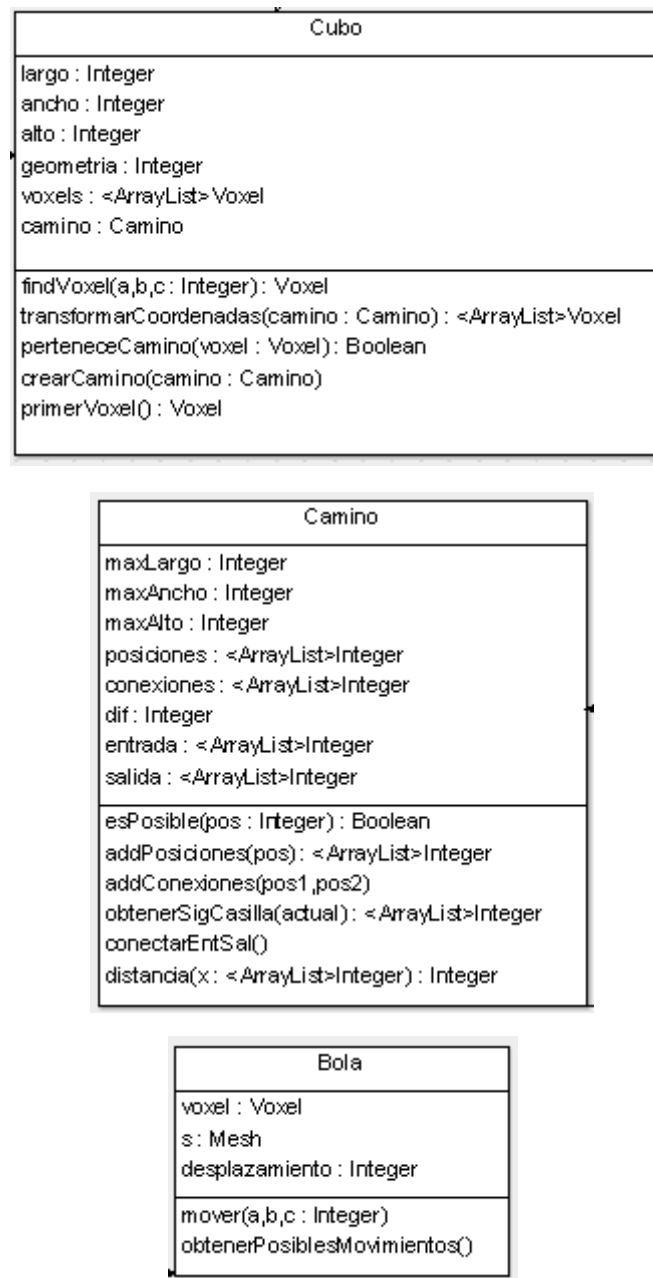 Cubo
largo : Integer
ancho : Integer
alto : Integer
geometria : Integer
voxels : <ArrayList>Voxel
camino : Camino
findVoxel(a,b,c : Integer) : Voxel
transformarCoordenadas(camino : Camino) : <ArrayList>Voxel
perteneceCamino(voxel : Voxel) : Boolean
crearCamino(camino : Camino)
primerVoxel() : Voxel
Camino
maxLargo : Integer
maxAncho : Integer
maxAlto : Integer
posiciones : <ArrayList>Integer
conexiones : <ArrayList>Integer
dif : Integer
entrada : <ArrayList>Integer
salida : <ArrayList>Integer
esPosible(pos : Integer) : Boolean
addPosiciones(pos) : <ArrayList>Integer
addConexiones(pos1,pos2)
obtenerSigCasilla(actual) : <ArrayList>Integer
conectarEntSal()
distancia(x : <ArrayList>Integer) : Integer
Bola
voxel : Voxel
s : Mesh
desplazamiento : Integer
mover(a,b,c : Integer)
obtenerPosiblesMovimientos()